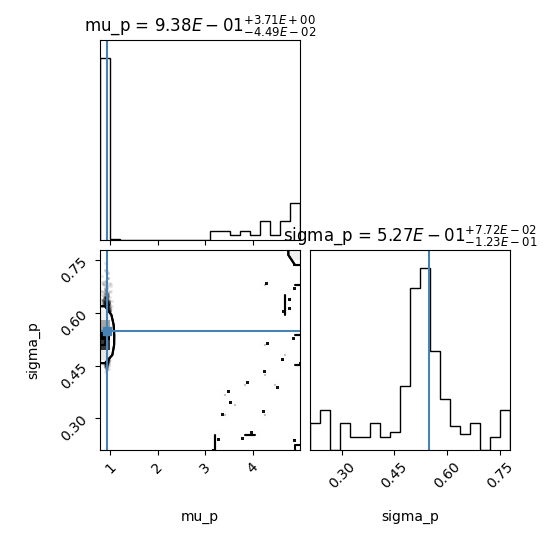 mu_p = 9.38E − 01+3.71E+00−4.49E−02
sigma_p = 5.27E − 01+7.72E−02−1.23E−01
0.75
0.60
0.45
0.30
sigma_p
1
2
3
4
mu_p
0.30
0.45
0.60
0.75
sigma_p